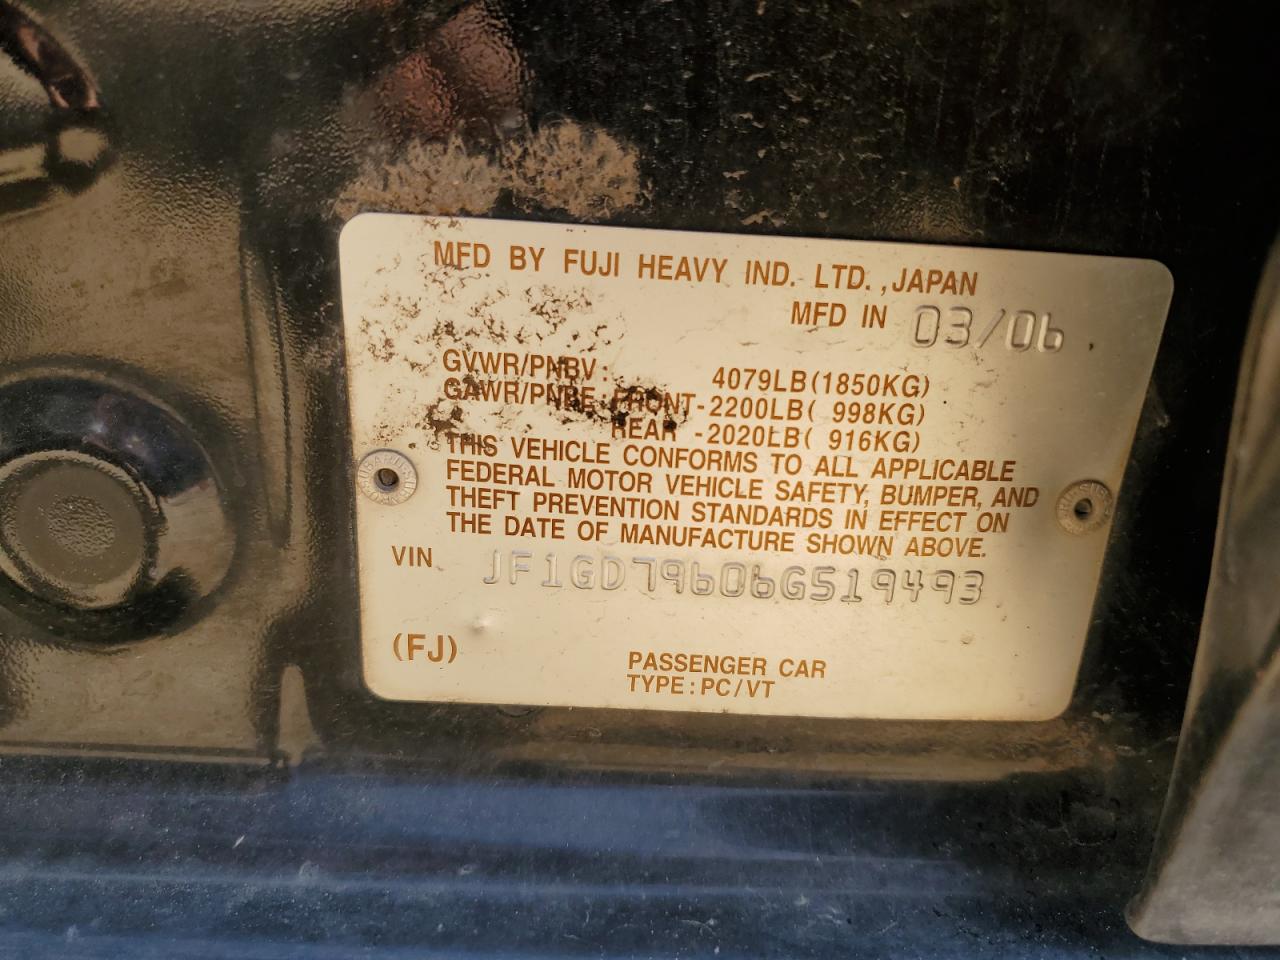 MFD BY FUJI HEAVY IND. LTD., JAPAN
MFD IN 03/06
GVWR/PNBV: 4079LB(1850KG)
GAWR/PNBE: FRONT-2200LB( 998KG)
REAR -2020LB( 916KG)
THIS VEHICLE CONFORMS TO ALL APPLICABLE
FEDERAL MOTOR VEHICLE SAFETY, BUMPER, AND
THEFT PREVENTION STANDARDS IN EFFECT ON
THE DATE OF MANUFACTURE SHOWN ABOVE.
VIN JF1GD79606G519493
(FJ)
PASSENGER CAR
TYPE: PC/VT